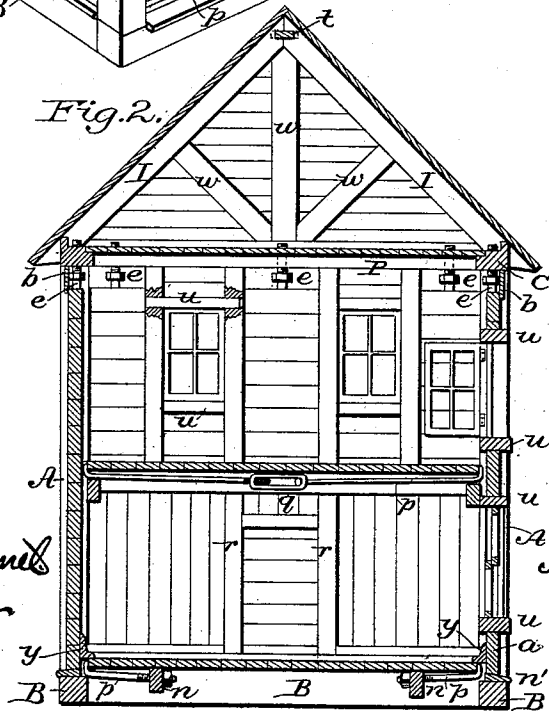 p
t
Fig. 2.
w
I w w I
P
b e e e e C
e b
u u
u u
A q p u
r r A
y y u a
B p n B n p n'
B